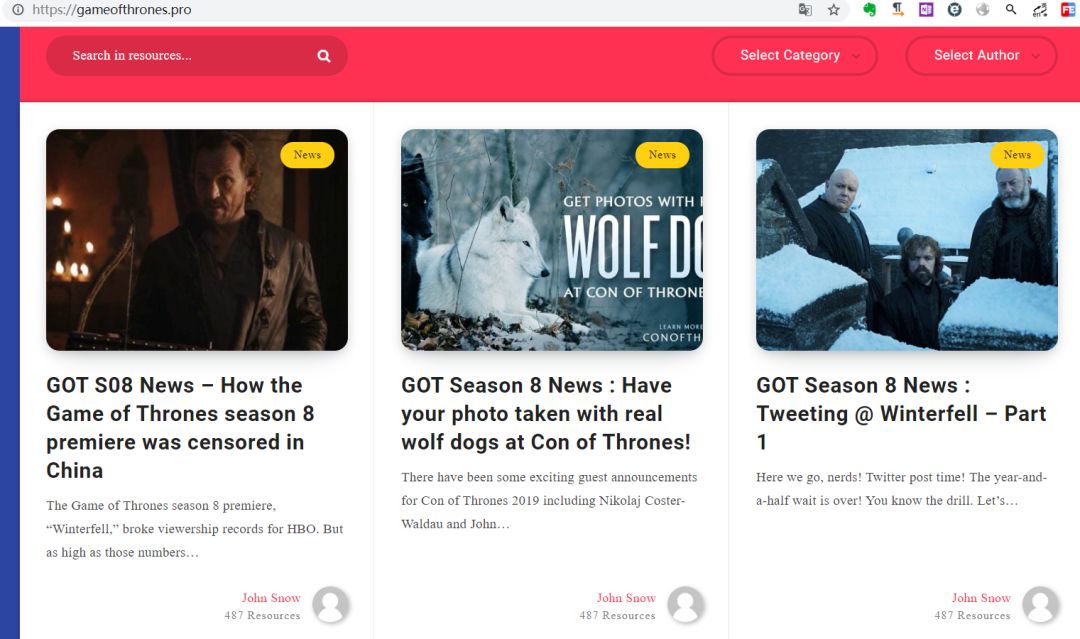 https://gameofthrones.pro
Search in resources...
Select Category
Select Author
News
GOT S08 News – How the
Game of Thrones season 8
premiere was censored in
China
The Game of Thrones season 8 premiere,
“Winterfell,” broke viewership records for HBO. But
as high as those numbers…
John Snow
487 Resources
News
GET PHOTOS WITH
WOLF
AT CON OF THRONE
LEARN MORE
CONOFTH
GOT Season 8 News : Have
your photo taken with real
wolf dogs at Con of Thrones!
There have been some exciting guest announcements
for Con of Thrones 2019 including Nikolaj Coster-
Waldau and John…
John Snow
487 Resources
News
GOT Season 8 News :
Tweeting @ Winterfell – Part
1
Here we go, nerds! Twitter post time! The year-and-
a-half wait is over! You know the drill. Let’s…
John Snow
487 Resources